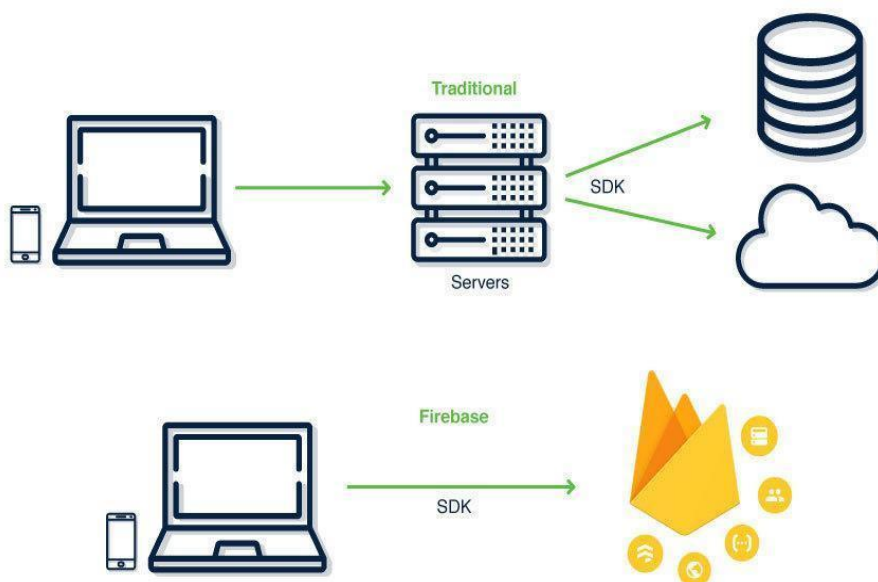 Traditional
SDK
Servers
Firebase
SDK